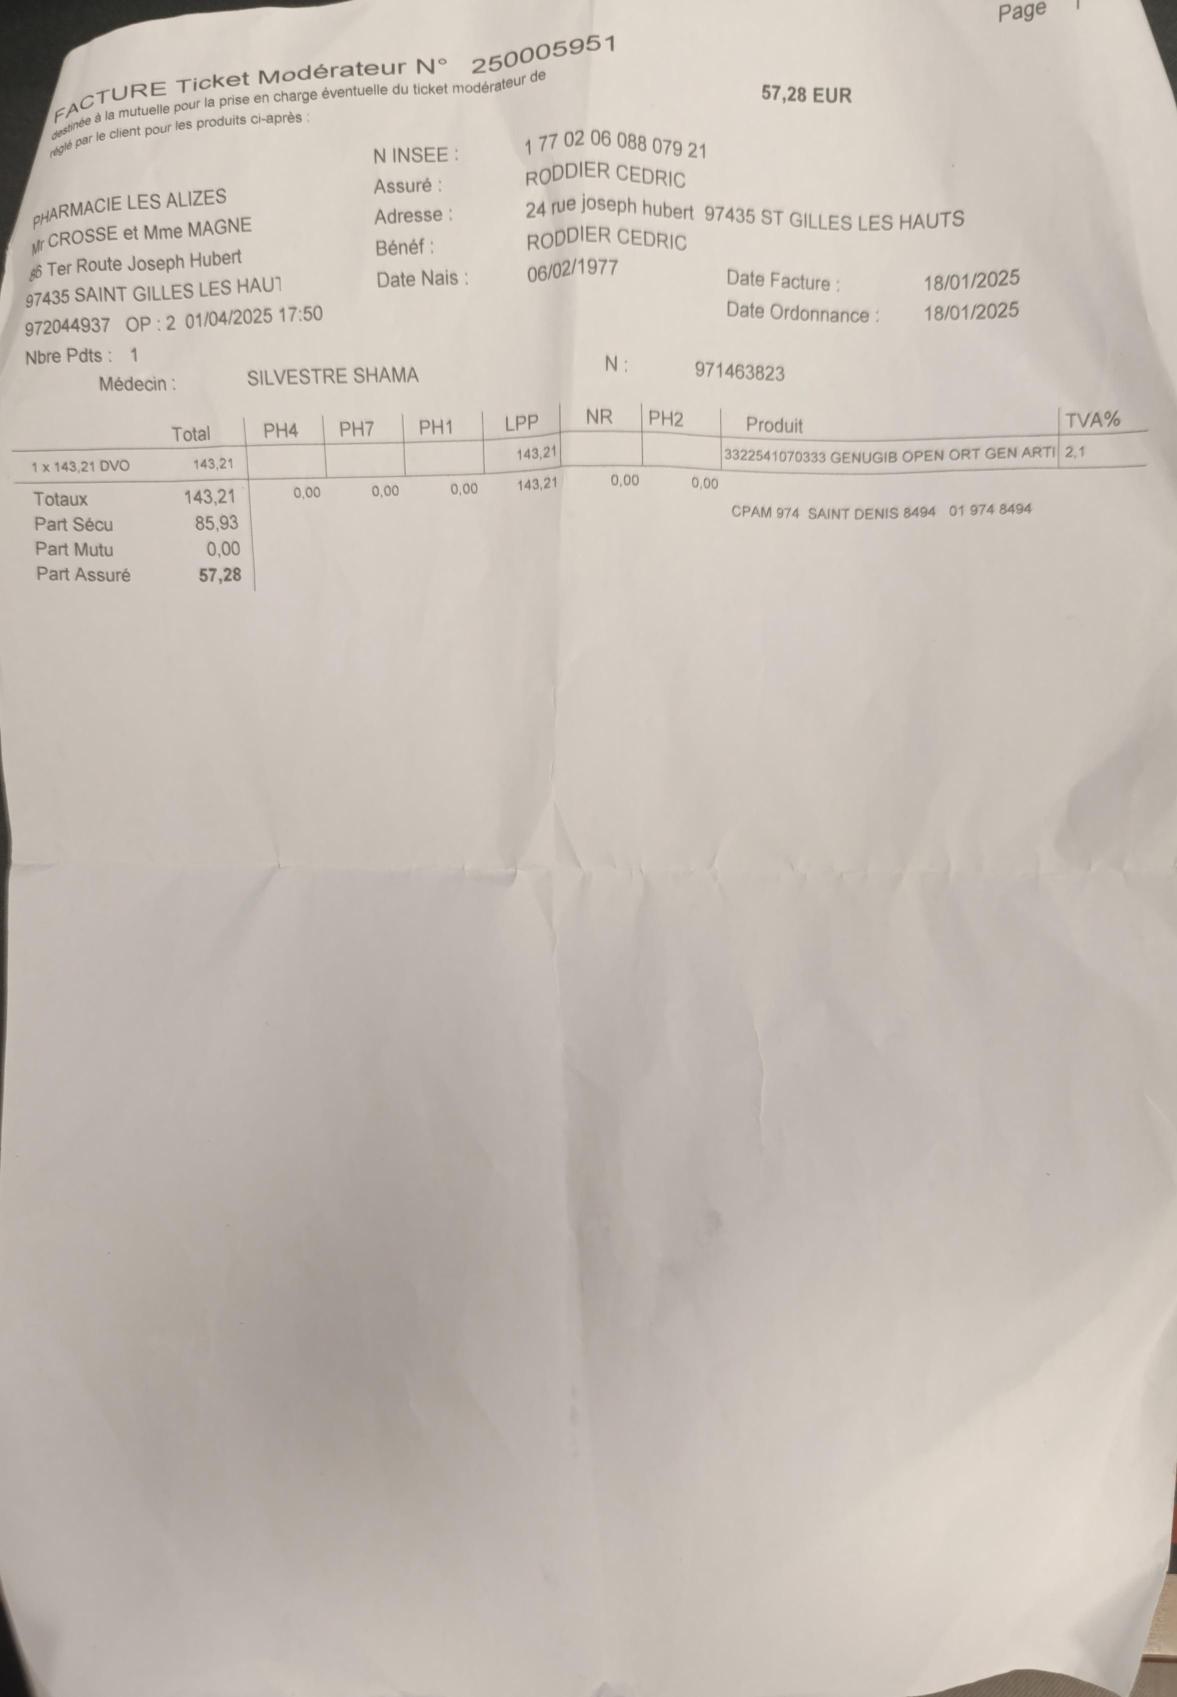 Page 1
FACTURE Ticket Modérateur N° 250005951
destinée à la mutuelle pour la prise en charge éventuelle du ticket modérateur de
réglé par le client pour les produits ci-après :
57,28 EUR
N INSEE : 1 77 02 06 088 079 21
Assuré : RODDIER CEDRIC
Adresse : 24 rue joseph hubert 97435 ST GILLES LES HAUTS
Bénéf : RODDIER CEDRIC
Date Nais : 06/02/1977
PHARMACIE LES ALIZES
Mr CROSSE et Mme MAGNE
86 Ter Route Joseph Hubert
97435 SAINT GILLES LES HAUT
972044937 OP : 2 01/04/2025 17:50
Date Facture : 18/01/2025
Date Ordonnance : 18/01/2025
Nbre Pdts : 1
Médecin : SILVESTRE SHAMA N : 971463823
Total PH4 PH7 PH1 LPP NR PH2 Produit TVA%
1 x 143,21 DVO 143,21 143,21 3322541070333 GENUGIB OPEN ORT GEN ARTI 2,1
Totaux 143,21 0,00 0,00 0,00 143,21 0,00 0,00
Part Sécu 85,93 CPAM 974 SAINT DENIS 8494 01 974 8494
Part Mutu 0,00
Part Assuré 57,28